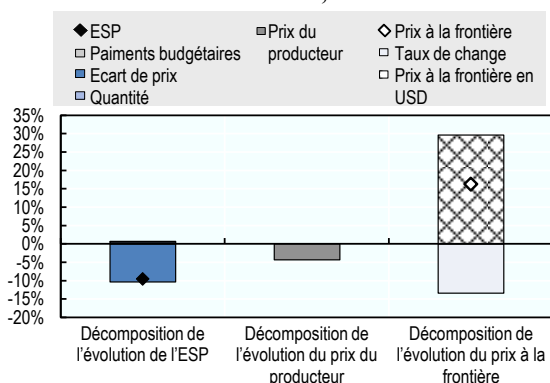 ESP
Paiments budgétaires
Ecart de prix
Quantité
Prix du
producteur
Prix à la frontière
Taux de change
Prix à la frontière en
USD
35%
30%
25%
20%
15%
10%
5%
0%
-5%
-10%
-15%
-20%
Décomposition de
l'évolution de l'ESP
Décomposition de
l'évolution du prix du
producteur
Décomposition de
l'évolution du prix à la
frontière